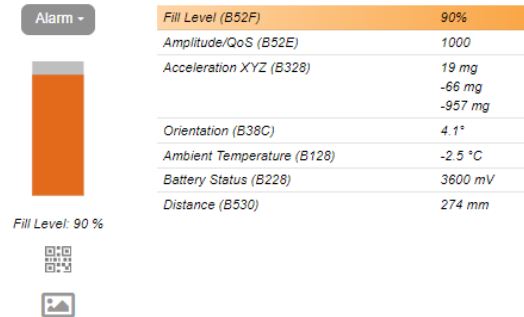 Alarm
Fill Level: 90 %
Fill Level (B52F) 90%
Amplitude/QoS (B52E) 1000
Acceleration XYZ (B328) 19 mg
-66 mg
-957 mg
Orientation (B38C) 4.1°
Ambient Temperature (B128) -2.5 °C
Battery Status (B228) 3600 mV
Distance (B530) 274 mm